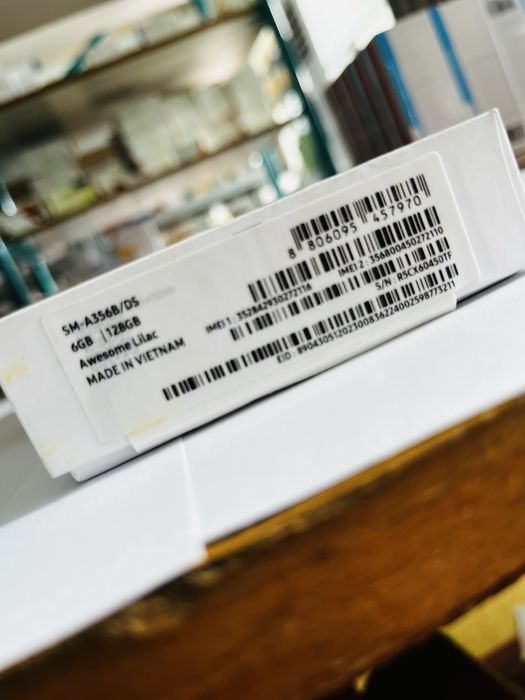 SM-A356B/DS
6GB | 128GB
Awesome Lilac
MADE IN VIETNAM
8 806095 457970
IMEI 1: 352842930272116
IMEI 2: 356800450272110
S/N: R5CX60450TF
EID: 89043051202300836224002598773211